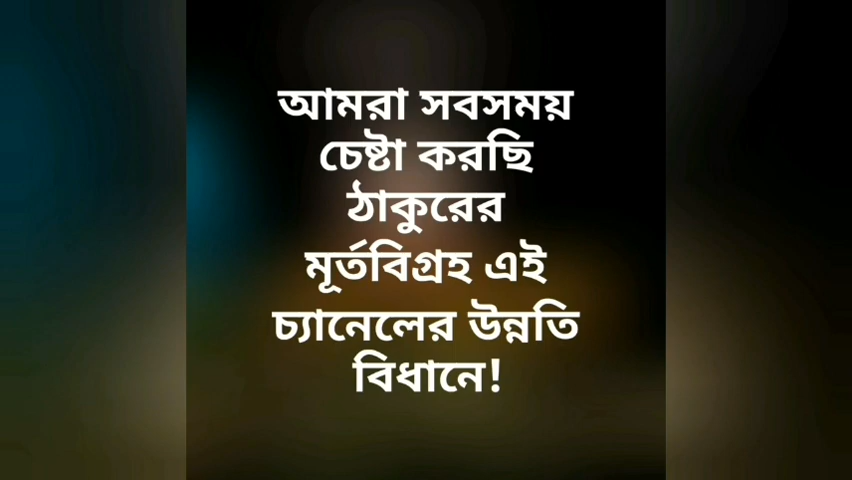 আমরা সবসময়
চেষ্টা করছি
ঠাকুরের
মূর্তবিগ্রহ এই
চ্যানেলের উন্নতি
বিধানে!